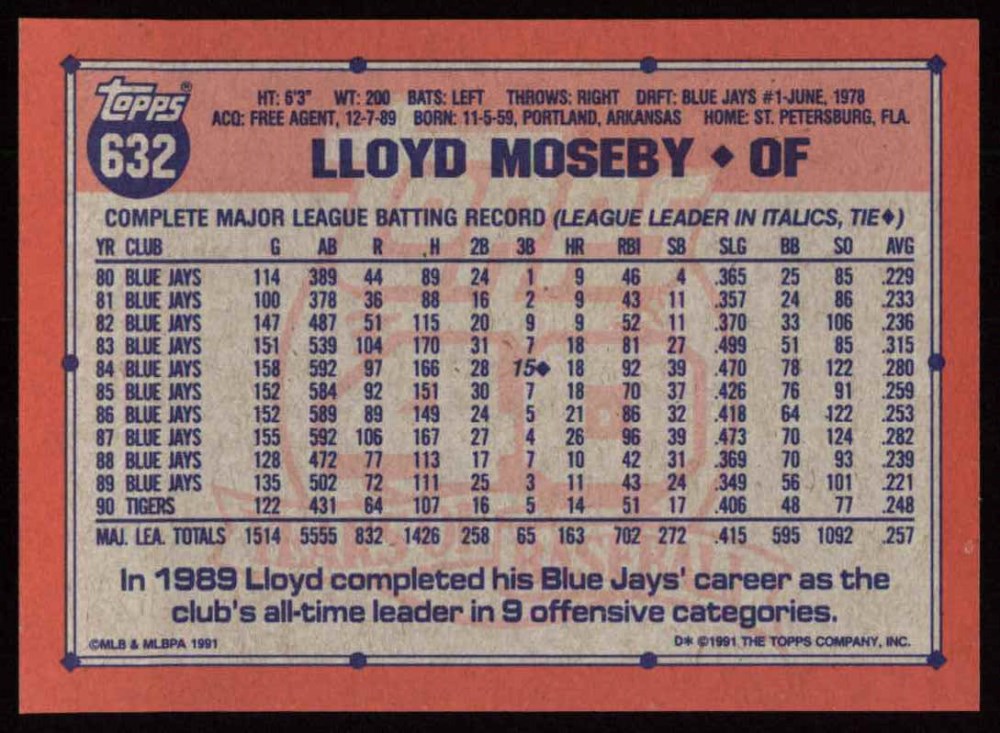 Topps®
632
HT: 6'3" WT: 200 BATS: LEFT THROWS: RIGHT DRFT: BLUE JAYS #1-JUNE, 1978
ACQ: FREE AGENT, 12-7-89 BORN: 11-5-59, PORTLAND, ARKANSAS HOME: ST. PETERSBURG, FLA.
LLOYD MOSEBY ♦ OF
COMPLETE MAJOR LEAGUE BATTING RECORD (LEAGUE LEADER IN ITALICS, TIE♦)
YR CLUB G AB R H 2B 3B HR RBI SB SLG BB SO AVG
80 BLUE JAYS 114 389 44 89 24 1 9 46 4 .365 25 85 .229
81 BLUE JAYS 100 378 36 88 16 2 9 43 11 .357 24 86 .233
82 BLUE JAYS 147 487 51 115 20 9 9 52 11 .370 33 106 .236
83 BLUE JAYS 151 539 104 170 31 7 18 81 27 .499 51 85 .315
84 BLUE JAYS 158 592 97 166 28 15♦ 18 92 39 .470 78 122 .280
85 BLUE JAYS 152 584 92 151 30 7 18 70 37 .426 76 91 .259
86 BLUE JAYS 152 589 89 149 24 5 21 86 32 .418 64 122 .253
87 BLUE JAYS 155 592 106 167 27 4 26 96 39 .473 70 124 .282
88 BLUE JAYS 128 472 77 113 17 7 10 42 31 .369 70 93 .239
89 BLUE JAYS 135 502 72 111 25 3 11 43 24 .349 56 101 .221
90 TIGERS 122 431 64 107 16 5 14 51 17 .406 48 77 .248
MAJ. LEA. TOTALS 1514 5555 832 1426 258 65 163 702 272 .415 595 1092 .257
In 1989 Lloyd completed his Blue Jays' career as the
club's all-time leader in 9 offensive categories.
©MLB & MLBPA 1991
D* ©1991 THE TOPPS COMPANY, INC.
TOPPS
40
YEARS OF BASEBALL